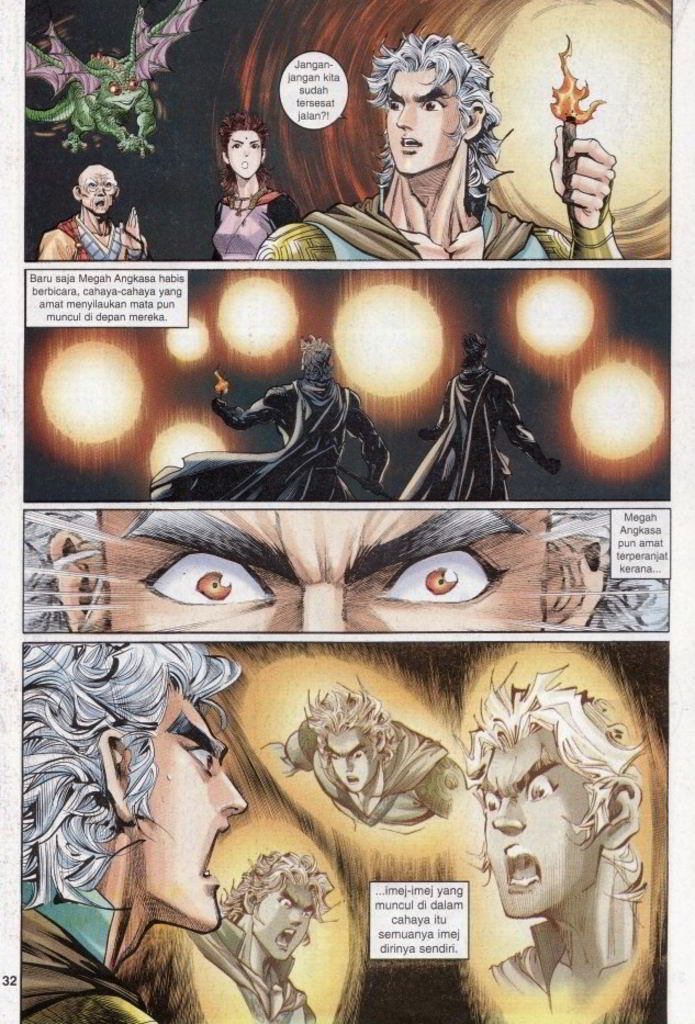 Jangan-
jangan kita
sudah
tersesat
jalan?!
Baru saja Megah Angkasa habis
berbicara, cahaya-cahaya yang
amat menyilaukan mata pun
muncul di depan mereka.
Megah
Angkasa
pun amat
terperanjat
kerana...
...imej-imej yang
muncul di dalam
cahaya itu
semuanya imej
dirinya sendiri.
32